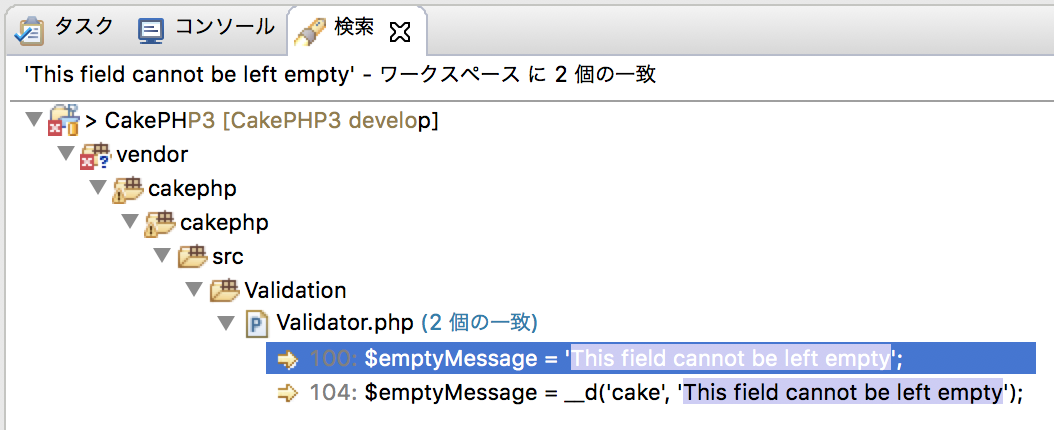 タスク コンソール 検索
'This field cannot be left empty' - ワークスペース に 2 個の一致
> CakePHP3 [CakePHP3 develop]
vendor
cakephp
cakephp
src
Validation
Validator.php (2 個の一致)
100: $emptyMessage = 'This field cannot be left empty';
104: $emptyMessage = __d('cake', 'This field cannot be left empty');